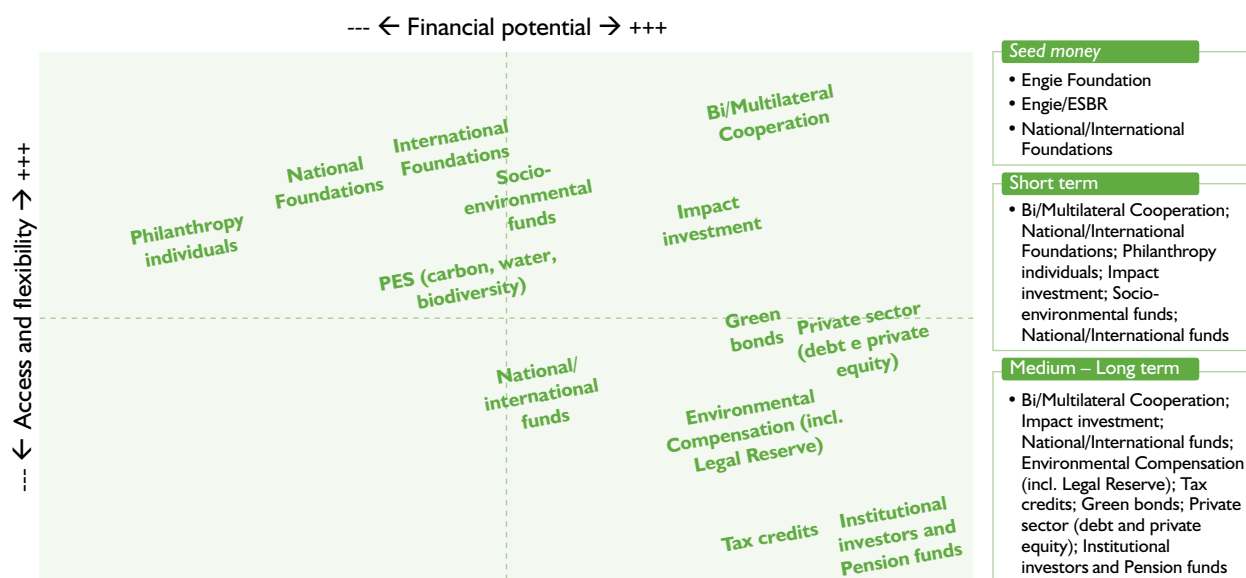 --- ← Financial potential → +++
--- ← Access and flexibility → +++
Bi/Multilateral
Cooperation
International
Foundations
National
Foundations
Socio-
environmental
funds
Philanthropy
individuals
Impact
investment
PES (carbon, water,
biodiversity)
Green
bonds
Private sector
(debt e private
equity)
National/
international
funds
Environmental
Compensation (incl.
Legal Reserve)
Tax credits
Institutional
investors and
Pension funds
Seed money
• Engie Foundation
• Engie/ESBR
• National/International
Foundations
Short term
• Bi/Multilateral Cooperation;
National/International
Foundations; Philanthropy
individuals; Impact
investment; Socio-
environmental funds;
National/International funds
Medium – Long term
• Bi/Multilateral Cooperation;
Impact investment;
National/International funds;
Environmental Compensation
(incl. Legal Reserve); Tax
credits; Green bonds; Private
sector (debt and private
equity); Institutional
investors and Pension funds